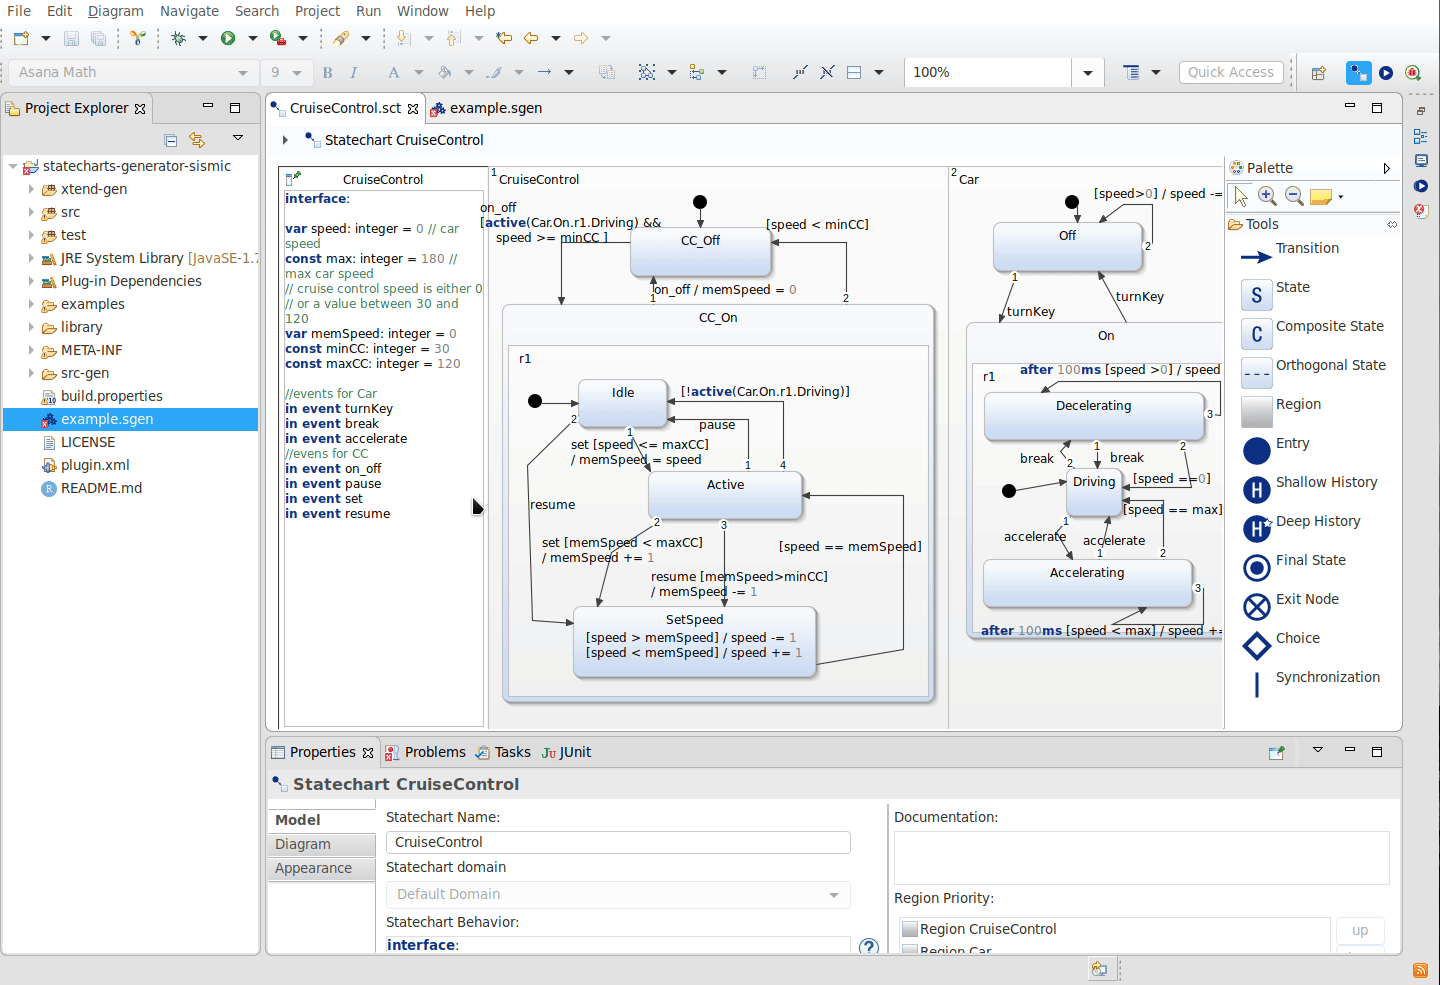 File Edit Diagram Navigate Search Project Run Window Help
Asana Math 9 B I A 100% Quick Access
Project Explorer
statecharts-generator-sismic
xtend-gen
src
test
JRE System Library [JavaSE-1.7
Plug-in Dependencies
examples
library
META-INF
src-gen
build.properties
example.sgen
LICENSE
plugin.xml
README.md
CruiseControl.sct example.sgen
Statechart CruiseControl
CruiseControl
interface:
var speed: integer = 0 // car
speed
const max: integer = 180 //
max car speed
// cruise control speed is either 0
// or a value between 30 and
120
var memSpeed: integer = 0
const minCC: integer = 30
const maxCC: integer = 120
//events for Car
in event turnKey
in event break
in event accelerate
//evens for CC
in event on_off
in event pause
in event set
in event resume
1 CruiseControl
on_off
[active(Car.On.r1.Driving) &&
speed >= minCC ]
CC_Off
[speed < minCC]
1
on_off / memSpeed = 0
2
CC_On
r1
Idle
[!active(Car.On.r1.Driving)]
2
1
pause
set [speed <= maxCC]
/ memSpeed = speed
1
4
Active
resume
2
3
set [memSpeed < maxCC]
/ memSpeed += 1
[speed == memSpeed]
resume [memSpeed>minCC]
/ memSpeed -= 1
SetSpeed
[speed > memSpeed] / speed -= 1
[speed < memSpeed] / speed += 1
2 Car
[speed>0] / speed -=
Off
2
1
turnKey
turnKey
On
r1
after 100ms [speed >0] / speed
Decelerating
3
1
2
break
2
break
Driving
[speed ==0]
[speed == max]
1
accelerate
accelerate
1
2
Accelerating
3
after 100ms [speed < max] / speed +=
Palette
Tools
Transition
S State
C Composite State
Orthogonal State
Region
Entry
H Shallow History
H Deep History
Final State
Exit Node
Choice
Synchronization
Properties Problems Tasks JU JUnit
Statechart CruiseControl
Model
Diagram
Appearance
Statechart Name:
CruiseControl
Statechart domain
Default Domain
Statechart Behavior:
interface:
?
Documentation:
Region Priority:
Region CruiseControl
up
Region Car